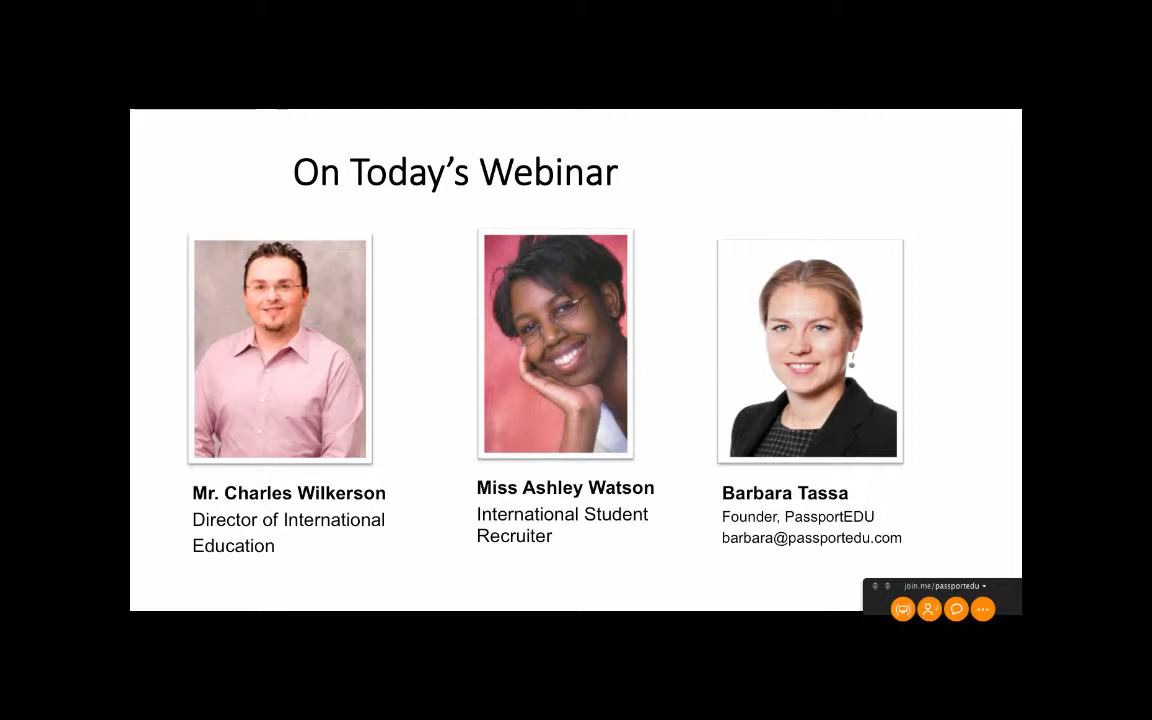 On Today's Webinar
Mr. Charles Wilkerson
Director of International
Education
Miss Ashley Watson
International Student
Recruiter
Barbara Tassa
Founder, PassportEDU
barbara@passportedu.com
join.me/passportedu